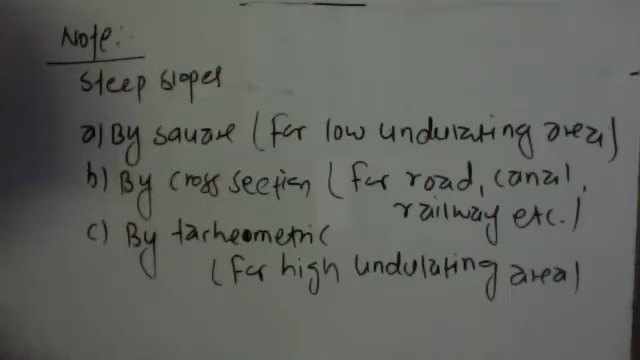 Note:
Steep slopes
a) By square (for low undulating area)
b) By cross section (for road, canal,
railway etc.)
c) By tacheometric
(for high undulating area)